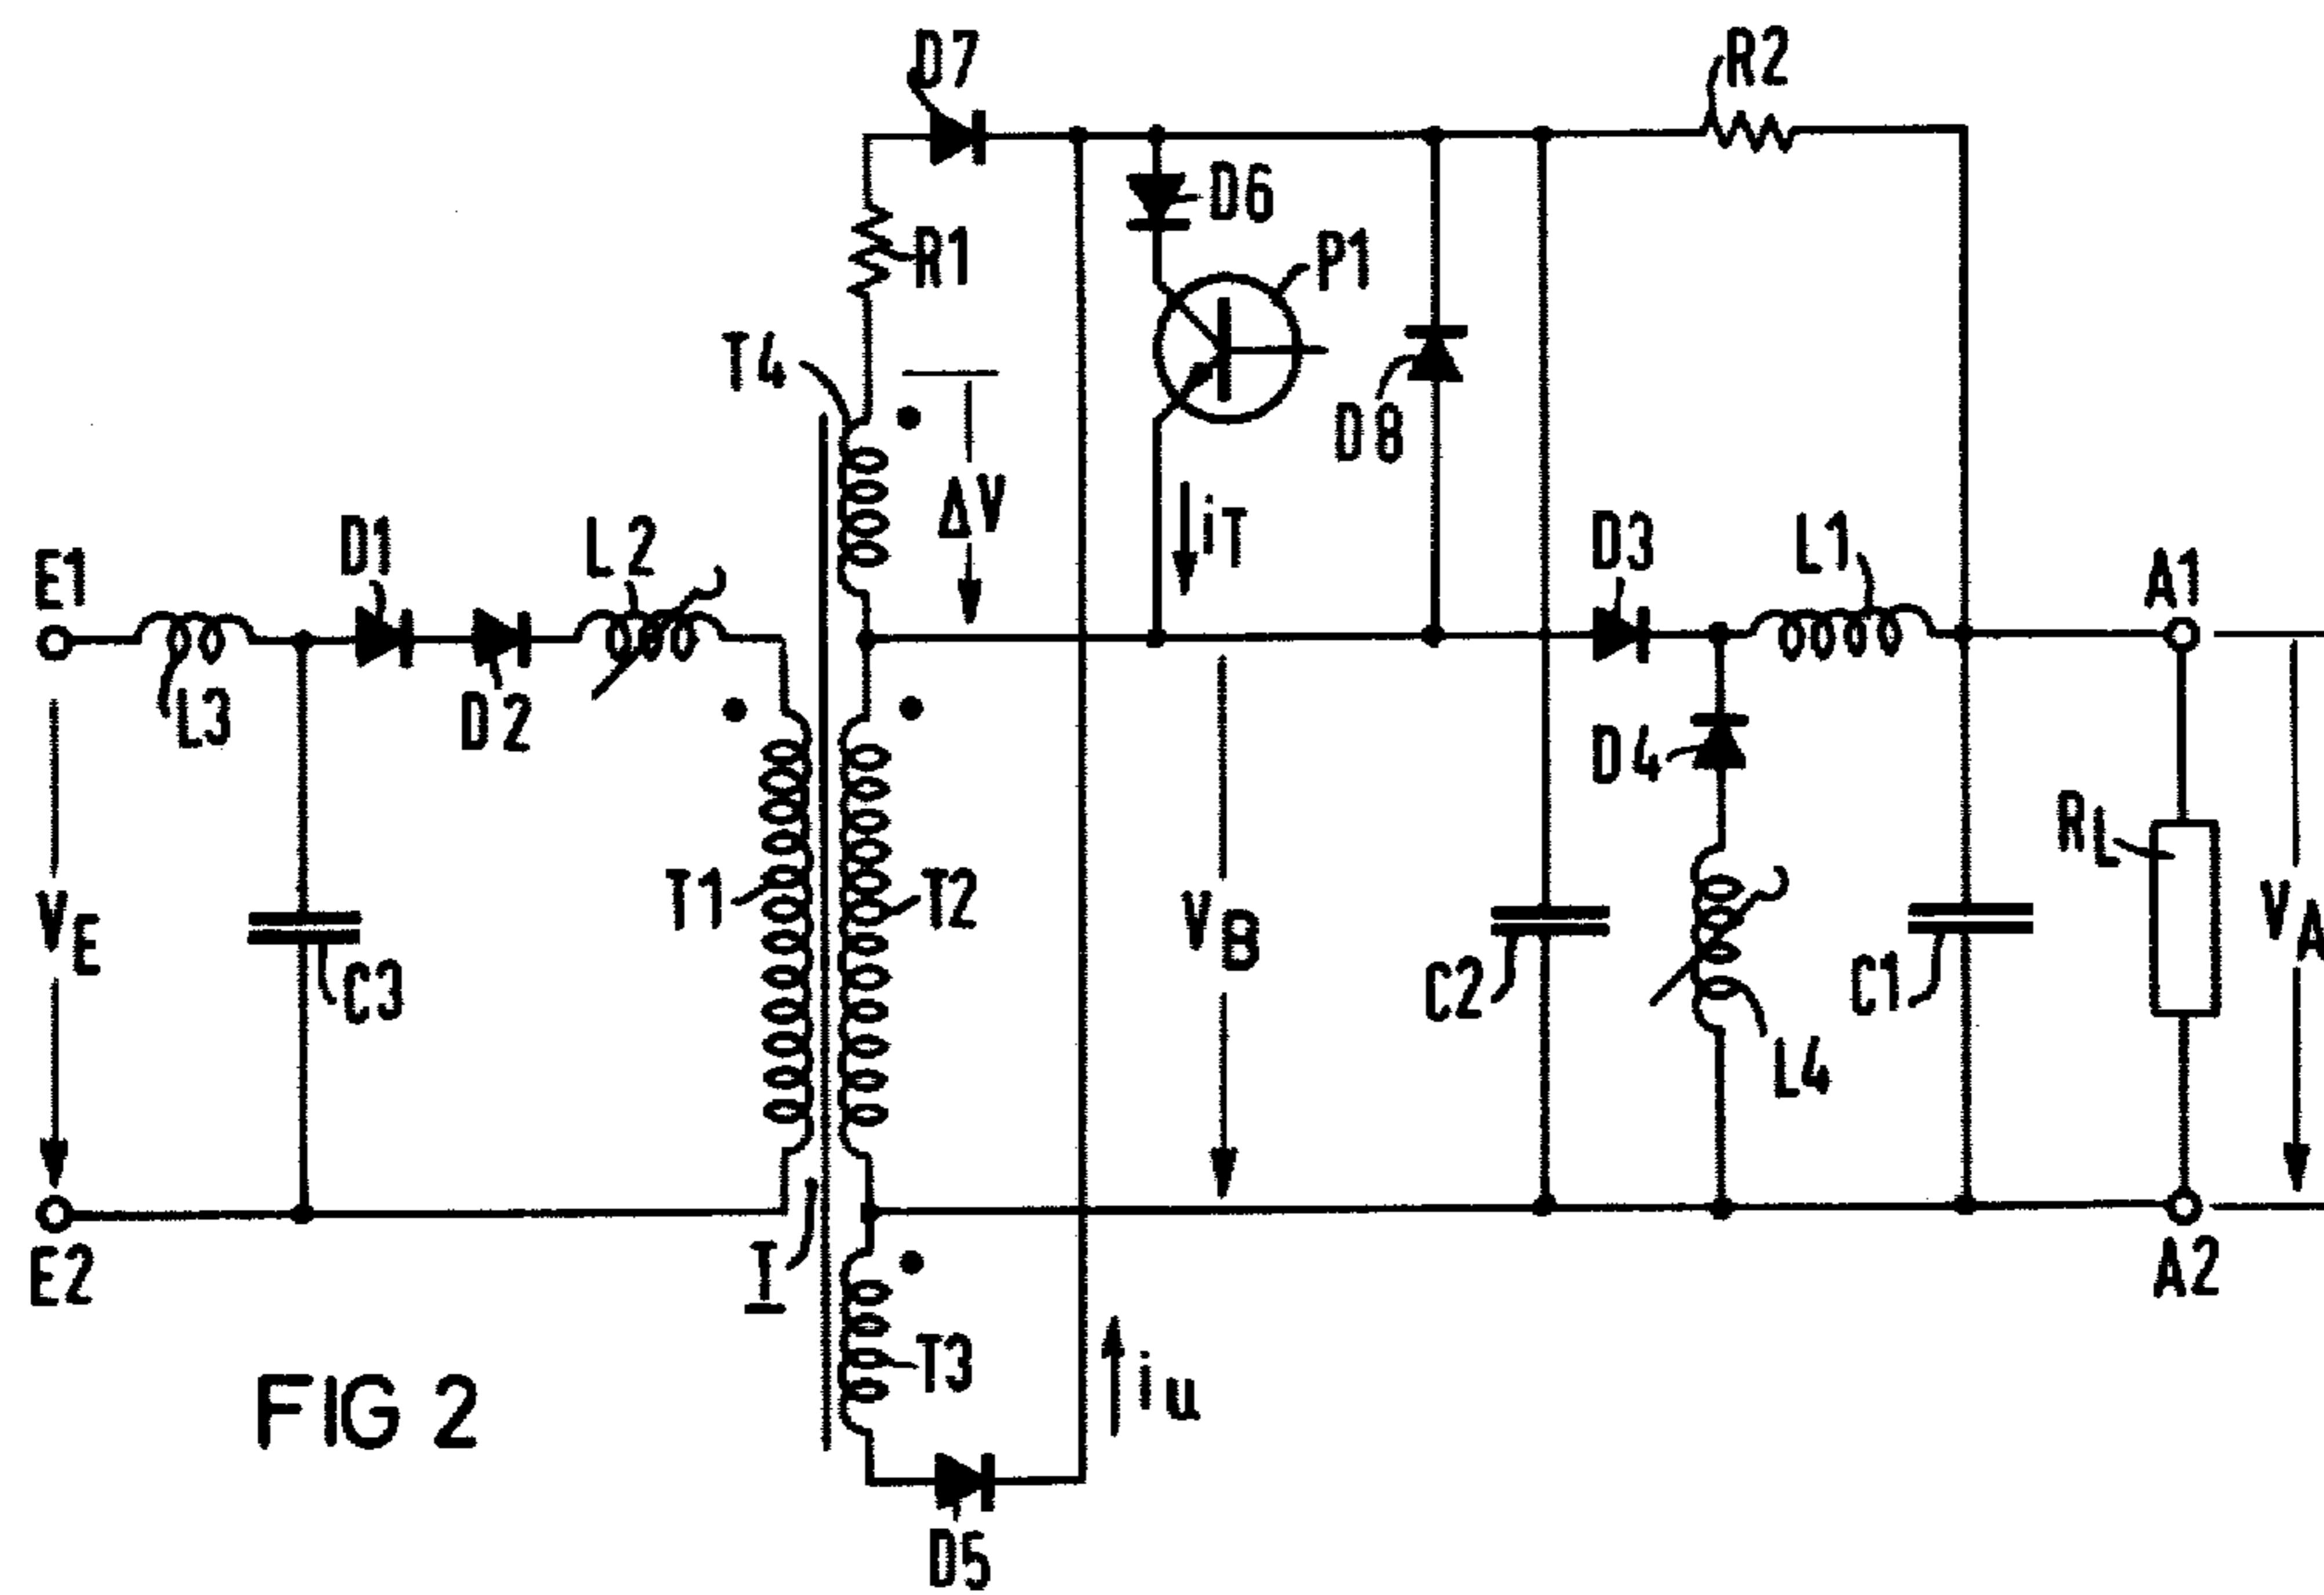 D7
R2
D6
R1
P1
T4
D8
ΔV
iT
D1
L2
D3
L1
E1
A1
L3
D2
D4
RL
T1
T2
VE
VB
VA
C3
C2
C1
L4
E2
T
A2
T3
iu
FIG 2
D5